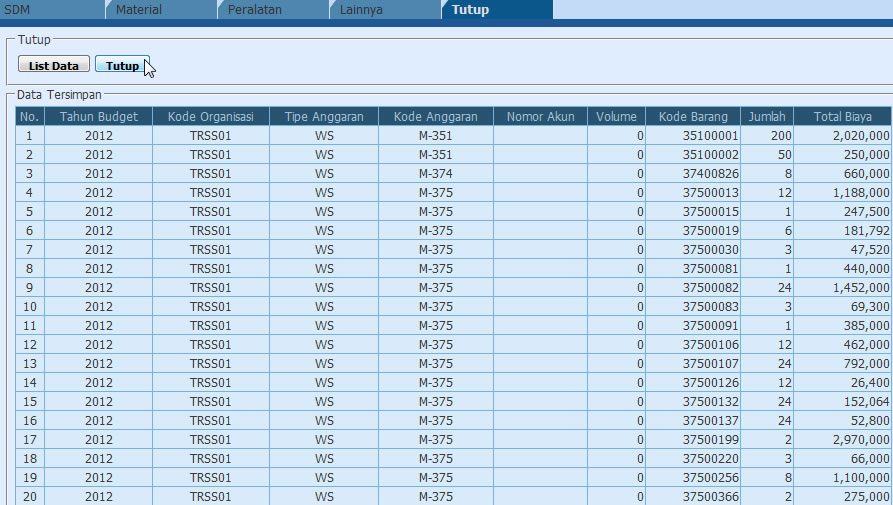 SDM Material Peralatan Lainnya Tutup
Tutup
List Data Tutup
Data Tersimpan
No. Tahun Budget Kode Organisasi Tipe Anggaran Kode Anggaran Nomor Akun Volume Kode Barang Jumlah Total Biaya
1 2012 TRSS01 WS M-351 0 35100001 200 2,020,000
2 2012 TRSS01 WS M-351 0 35100002 50 250,000
3 2012 TRSS01 WS M-374 0 37400826 8 660,000
4 2012 TRSS01 WS M-375 0 37500013 12 1,188,000
5 2012 TRSS01 WS M-375 0 37500015 1 247,500
6 2012 TRSS01 WS M-375 0 37500019 6 181,792
7 2012 TRSS01 WS M-375 0 37500030 3 47,520
8 2012 TRSS01 WS M-375 0 37500081 1 440,000
9 2012 TRSS01 WS M-375 0 37500082 24 1,452,000
10 2012 TRSS01 WS M-375 0 37500083 3 69,300
11 2012 TRSS01 WS M-375 0 37500091 1 385,000
12 2012 TRSS01 WS M-375 0 37500106 12 462,000
13 2012 TRSS01 WS M-375 0 37500107 24 792,000
14 2012 TRSS01 WS M-375 0 37500126 12 26,400
15 2012 TRSS01 WS M-375 0 37500132 24 152,064
16 2012 TRSS01 WS M-375 0 37500137 24 52,800
17 2012 TRSS01 WS M-375 0 37500199 2 2,970,000
18 2012 TRSS01 WS M-375 0 37500220 3 66,000
19 2012 TRSS01 WS M-375 0 37500256 8 1,100,000
20 2012 TRSS01 WS M-375 0 37500366 2 275,000